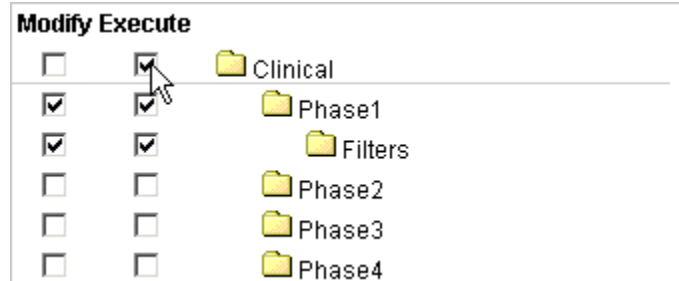 Modify Execute
Clinical
Phase1
Filters
Phase2
Phase3
Phase4